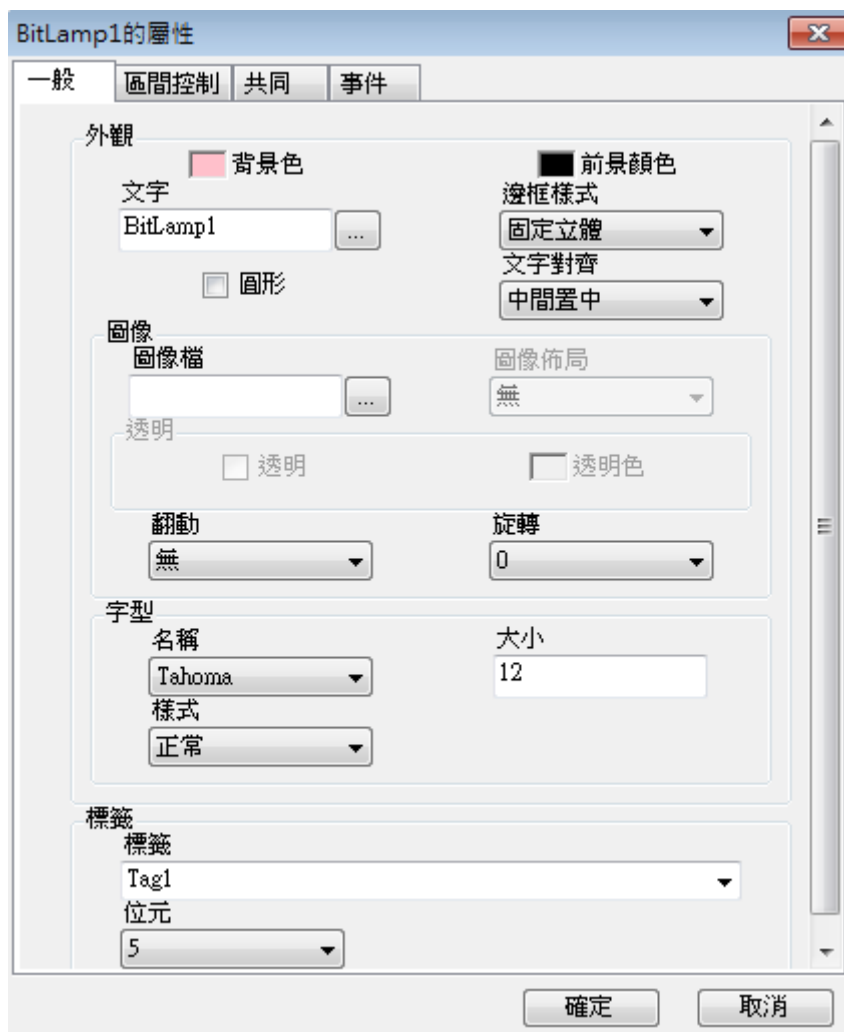 BitLamp1的屬性
一般 區間控制 共同 事件
外觀
背景色 前景顏色
文字 邊框樣式
BitLamp1 ... 固定立體
圓形 文字對齊
中間置中
圖像
圖像檔 圖像佈局
... 無
透明
透明 透明色
翻動 旋轉
無 0
字型
名稱 大小
Tahoma 12
樣式
正常
標籤
標籤
Tag1
位元
5
確定 取消